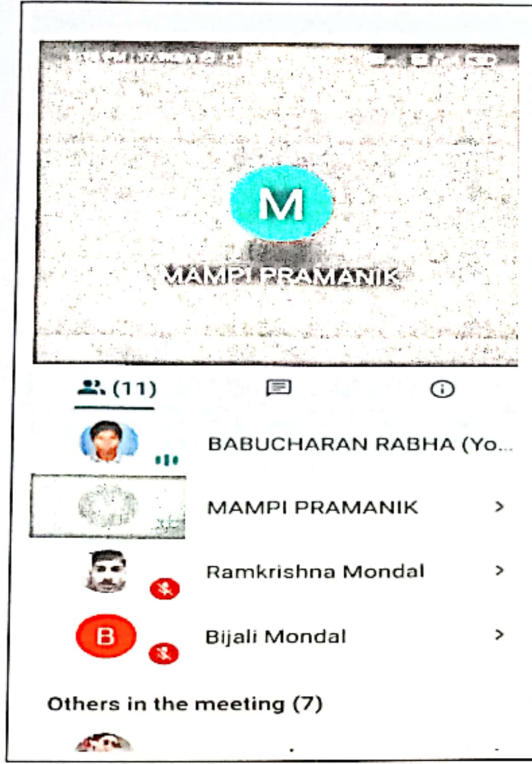 M
MAMPI PRAMANIK
(11)
BABUCHARAN RABHA (Yo...
MAMPI PRAMANIK
Ramkrishna Mondal
B
Bijali Mondal
Others in the meeting (7)